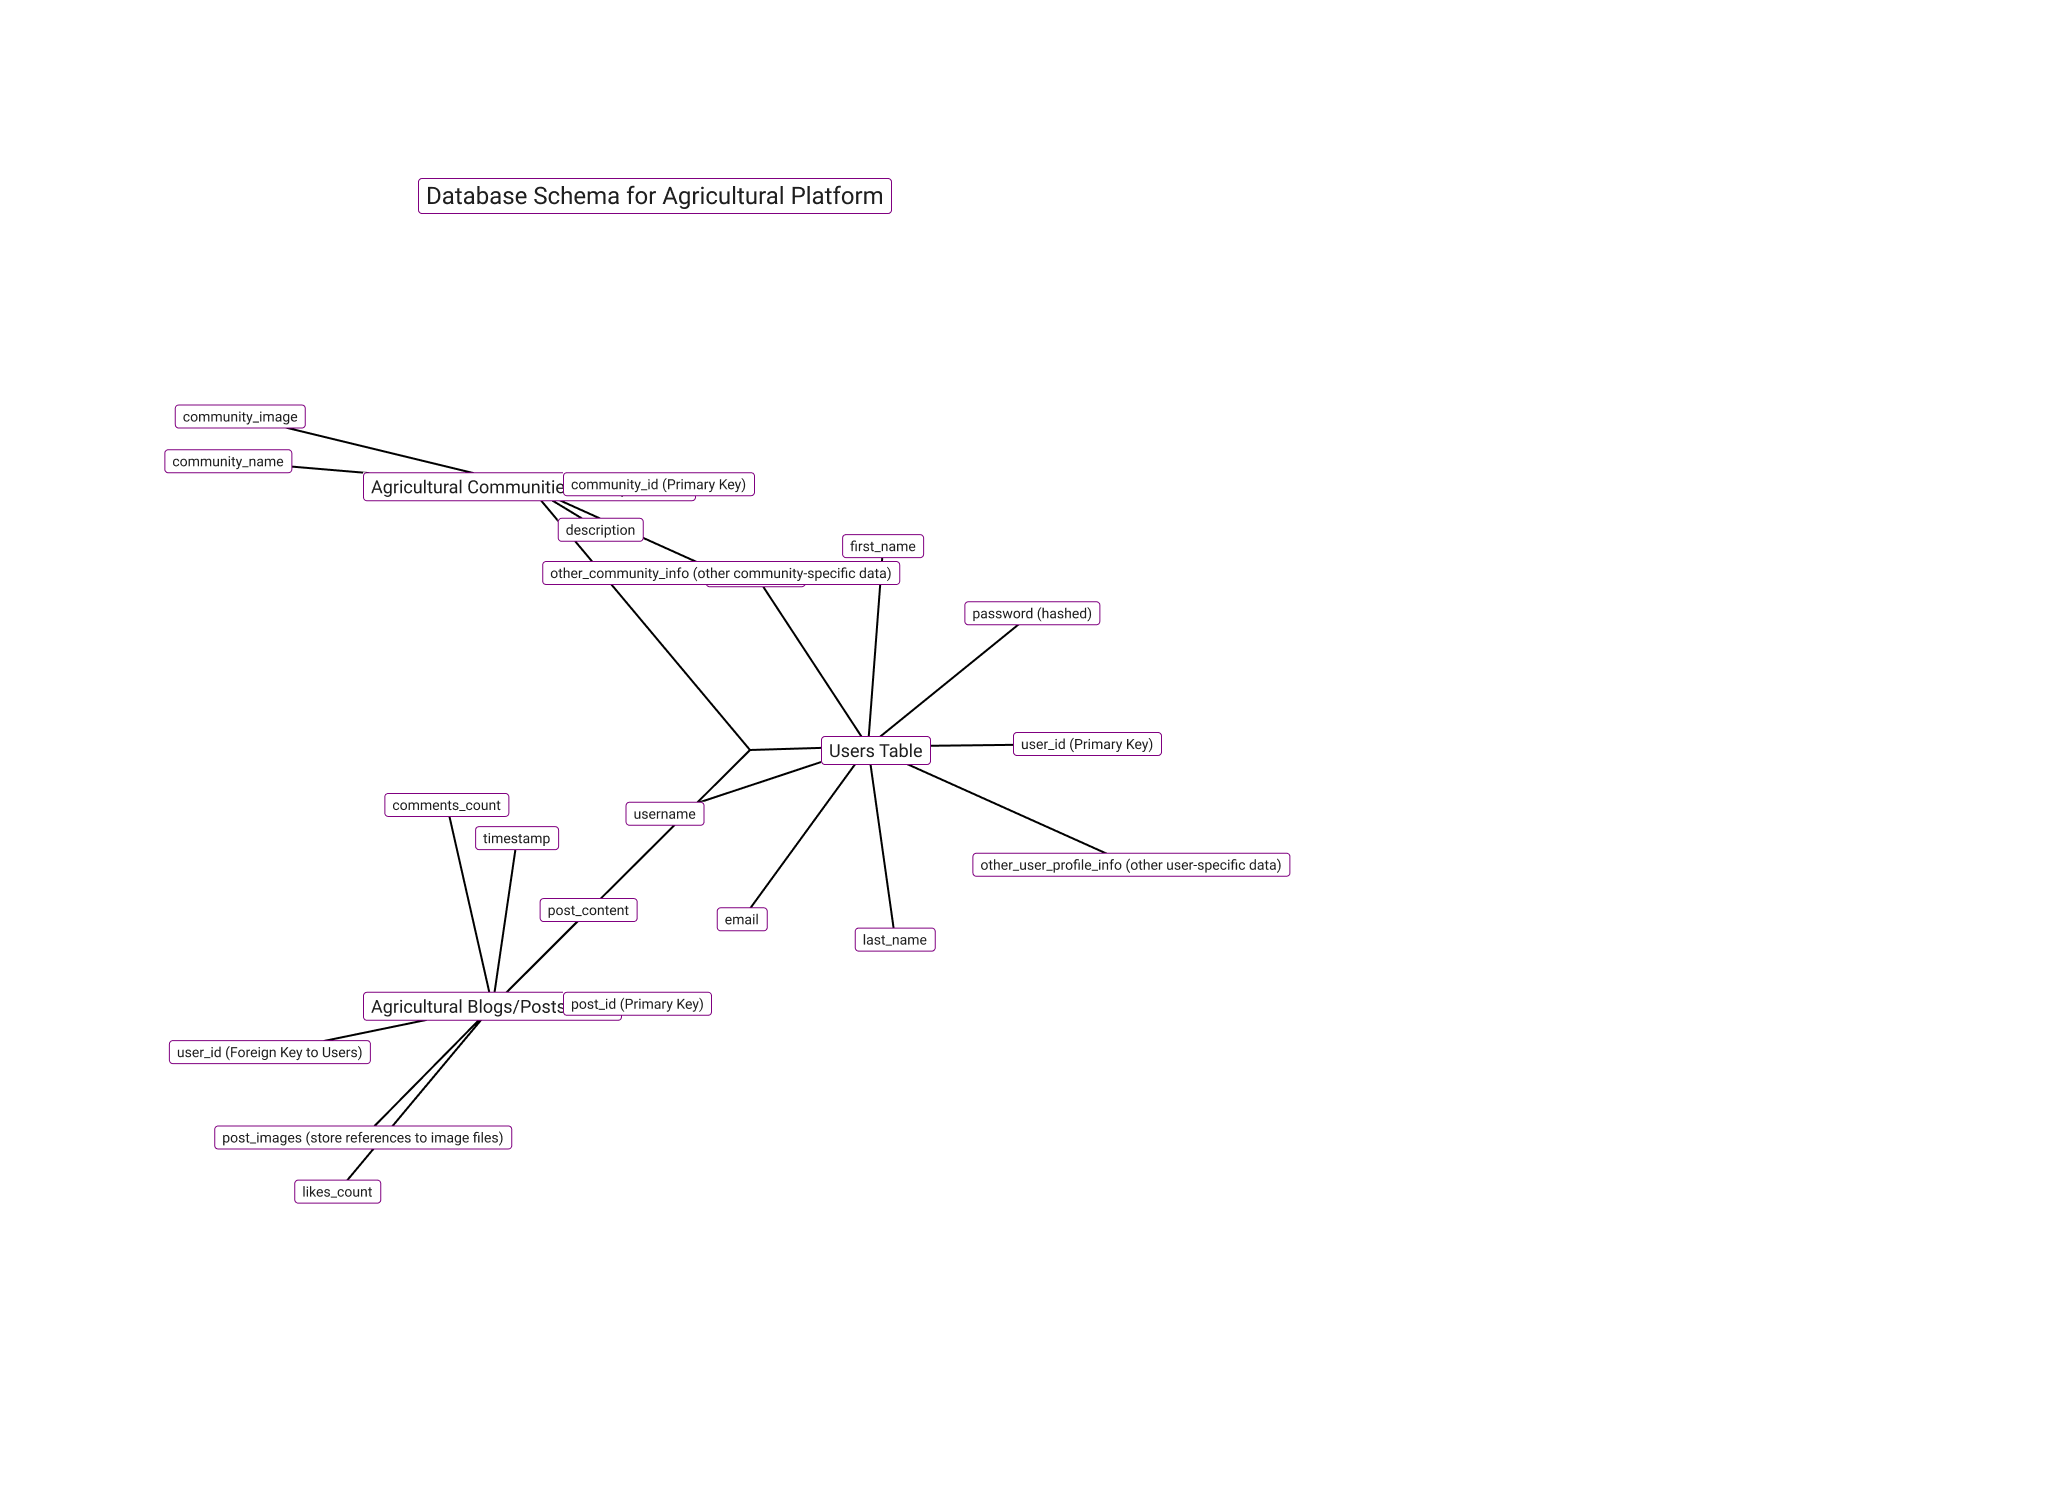 Database Schema for Agricultural Platform
community_image
community_name
Agricultural Communitie
community_id (Primary Key)
description
first_name
other_community_info (other community-specific data)
password (hashed)
user_id (Primary Key)
Users Table
comments_count
username
timestamp
other_user_profile_info (other user-specific data)
post_content
email
last_name
Agricultural Blogs/Posts
post_id (Primary Key)
user_id (Foreign Key to Users)
post_images (store references to image files)
likes_count